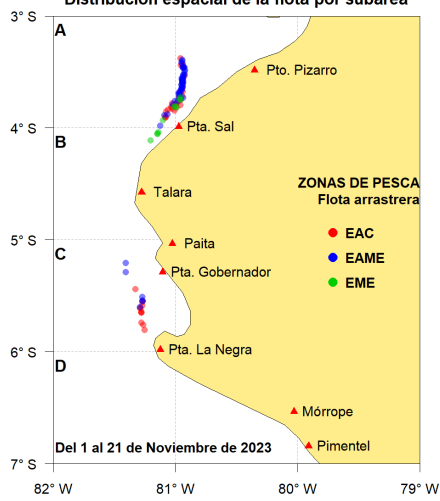 Distribución espacial de la flota por subárea
3° S
A
Pto. Pizarro
4° S
Pta. Sal
B
ZONAS DE PESCA
Talara
Flota arrastrera
EAC
5° S
Paita
C
EAME
Pta. Gobernador
EME
6° S
Pta. La Negra
D
Mórrope
Del 1 al 21 de Noviembre de 2023
Pimentel
7° S
82° W
81° W
80° W
79° W